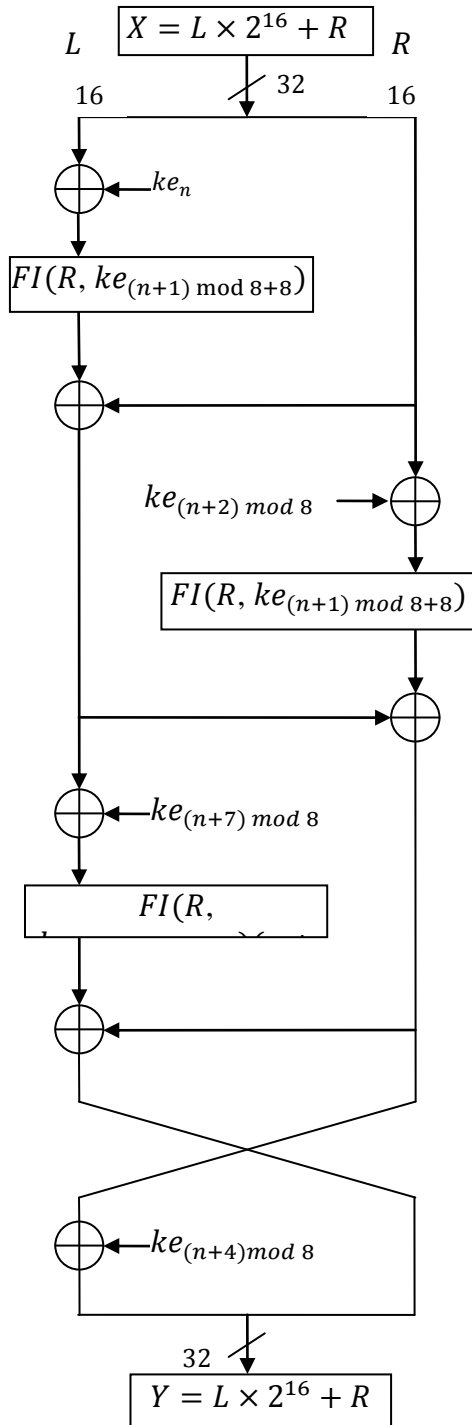 X = L × 2^{16} + R
L
R
32
16
16
ke_n
FI(R, ke_{(n+1) mod 8+8})
ke_{(n+2) mod 8}
FI(R, ke_{(n+1) mod 8+8})
ke_{(n+7) mod 8}
FI(R,
ke_{(n+4)mod 8}
32
Y = L × 2^{16} + R